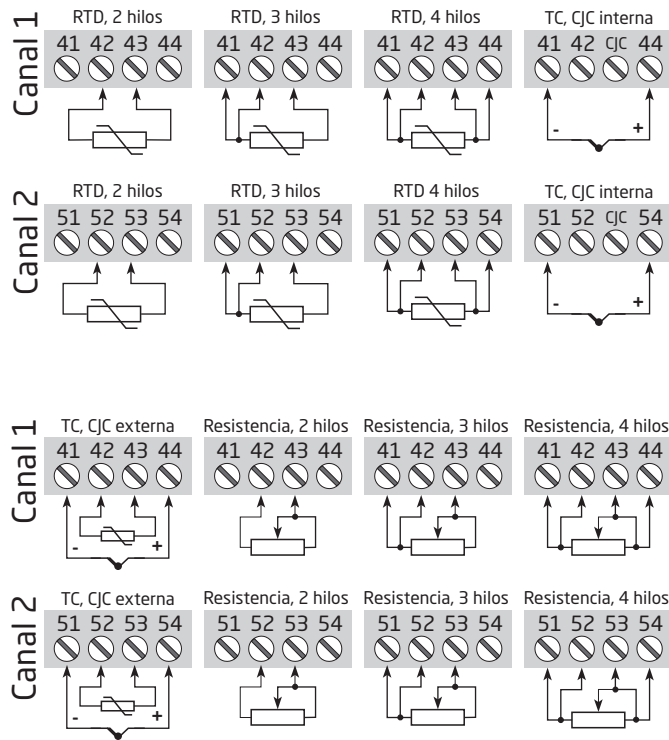 Canal 1
RTD, 2 hilos
41 42 43 44
RTD, 3 hilos
41 42 43 44
RTD, 4 hilos
41 42 43 44
TC, CJC interna
41 42 CJC 44
- +
Canal 2
RTD, 2 hilos
51 52 53 54
RTD, 3 hilos
51 52 53 54
RTD 4 hilos
51 52 53 54
TC, CJC interna
51 52 CJC 54
- +
Canal 1
TC, CJC externa
41 42 43 44
- +
Resistencia, 2 hilos
41 42 43 44
Resistencia, 3 hilos
41 42 43 44
Resistencia, 4 hilos
41 42 43 44
Canal 2
TC, CJC externa
51 52 53 54
- +
Resistencia, 2 hilos
51 52 53 54
Resistencia, 3 hilos
51 52 53 54
Resistencia, 4 hilos
51 52 53 54